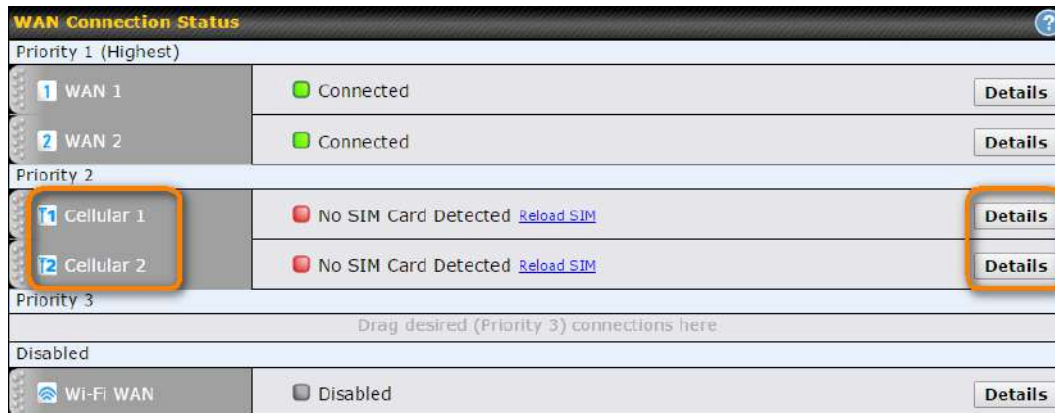 WAN Connection Status
?
Priority 1 (Highest)
1 WAN 1 Connected Details
2 WAN 2 Connected Details
Priority 2
1 Cellular 1 No SIM Card Detected Reload SIM Details
2 Cellular 2 No SIM Card Detected Reload SIM Details
Priority 3
Drag desired (Priority 3) connections here
Disabled
Wi-Fi WAN Disabled Details